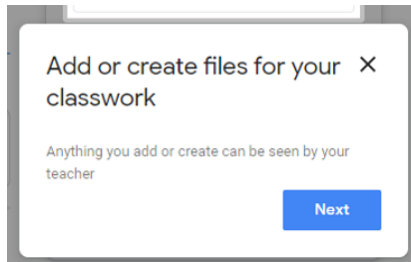 Add or create files for your
classwork
Anything you add or create can be seen by your
teacher
Next